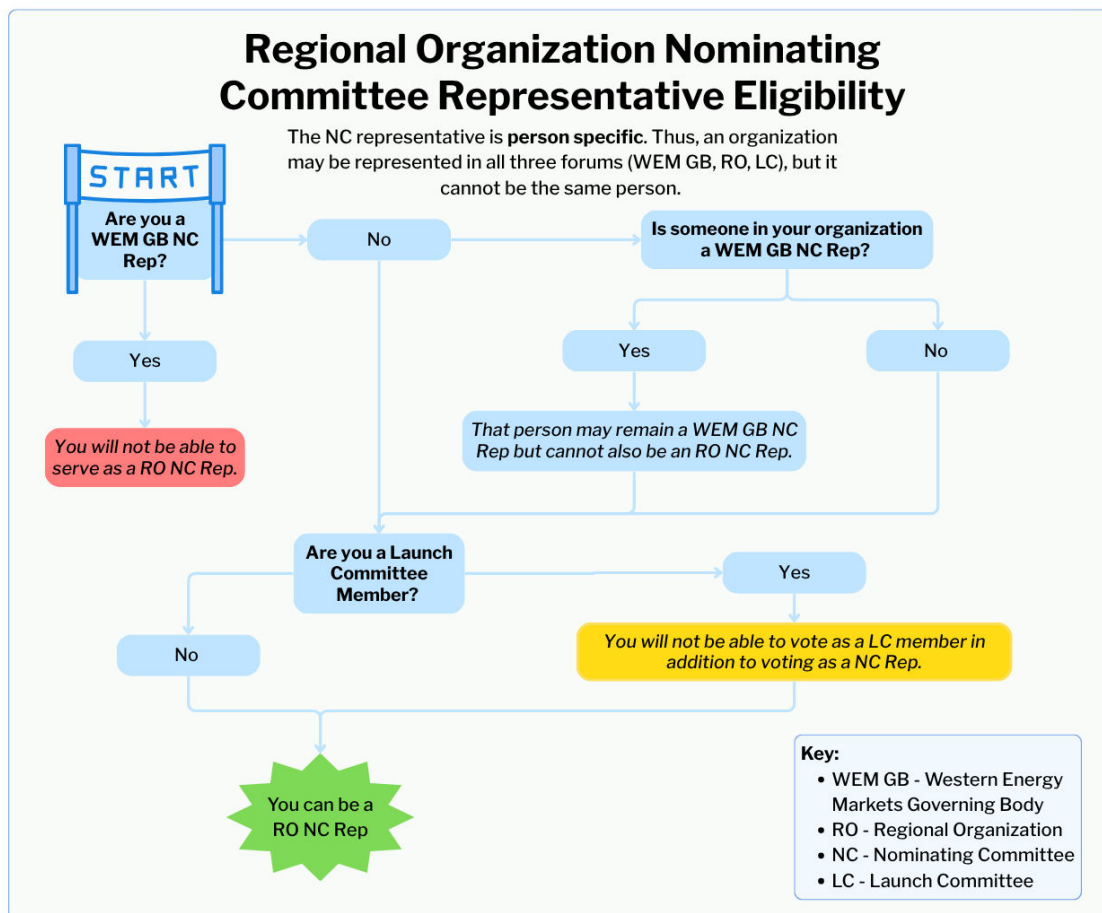 Regional Organization Nominating
Committee Representative Eligibility
The NC representative is person specific. Thus, an organization
may be represented in all three forums (WEM GB, RO, LC), but it
cannot be the same person.
START
Are you a
WEM GB NC
Rep?
No
Is someone in your organization
a WEM GB NC Rep?
Yes
Yes
No
You will not be able to
serve as a RO NC Rep.
That person may remain a WEM GB NC
Rep but cannot also be an RO NC Rep.
Are you a Launch
Committee
Member?
Yes
No
You will not be able to vote as a LC member in
addition to voting as a NC Rep.
You can be a
RO NC Rep
Key:
• WEM GB - Western Energy
Markets Governing Body
• RO - Regional Organization
• NC - Nominating Committee
• LC - Launch Committee